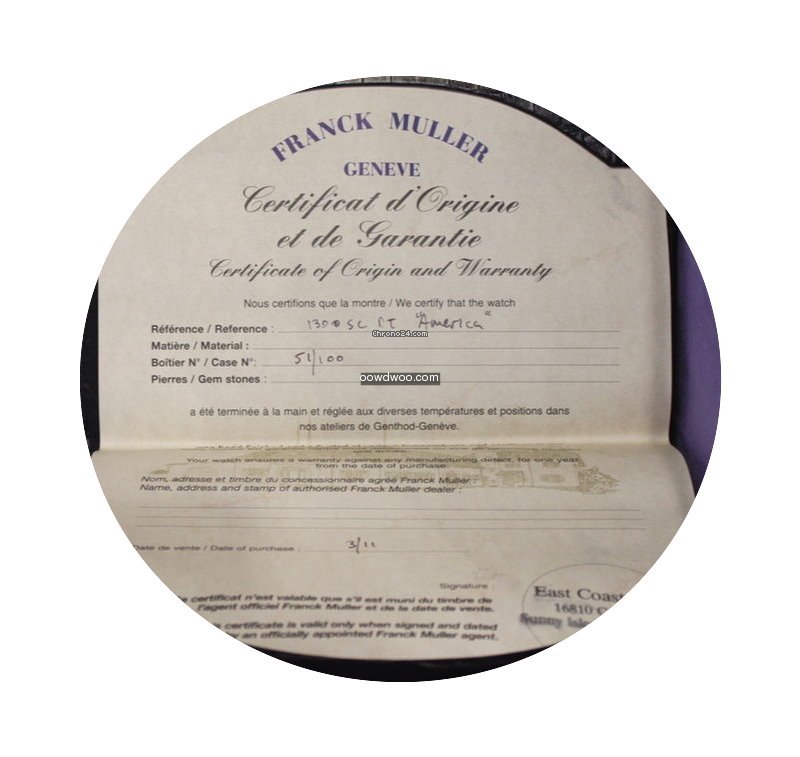 FRANCK MULLER
GENEVE
Certificat d'Origine
et de Garantie
Certificate of Origin and Warranty
Nous certifions que la montre / We certify that the watch
Référence / Reference : 1300 SC PT "America"
Chrono24.com
Matière / Material :
Boîtier N° / Case N°: 51/100
Pierres / Gem stones :
oowdwoo.com
a été terminée à la main et réglée aux diverses températures et positions dans
nos ateliers de Genthod-Genève.
Your watch ensures a warranty against any manufacturing defect, for one year
from the date of purchase.
Nom, adresse et timbre du concessionnaire agréé Franck Muller :
Name, address and stamp of authorised Franck Muller dealer :
Date de vente / Date of purchase : 3/11
Signature :
certificat n'est valable que s'il est muni du timbre de
l'agent officiel Franck Muller et de la date de vente.
certificate is valid only when signed and dated
an officially appointed Franck Muller agent.
East Coas
16810
Sunny Isl